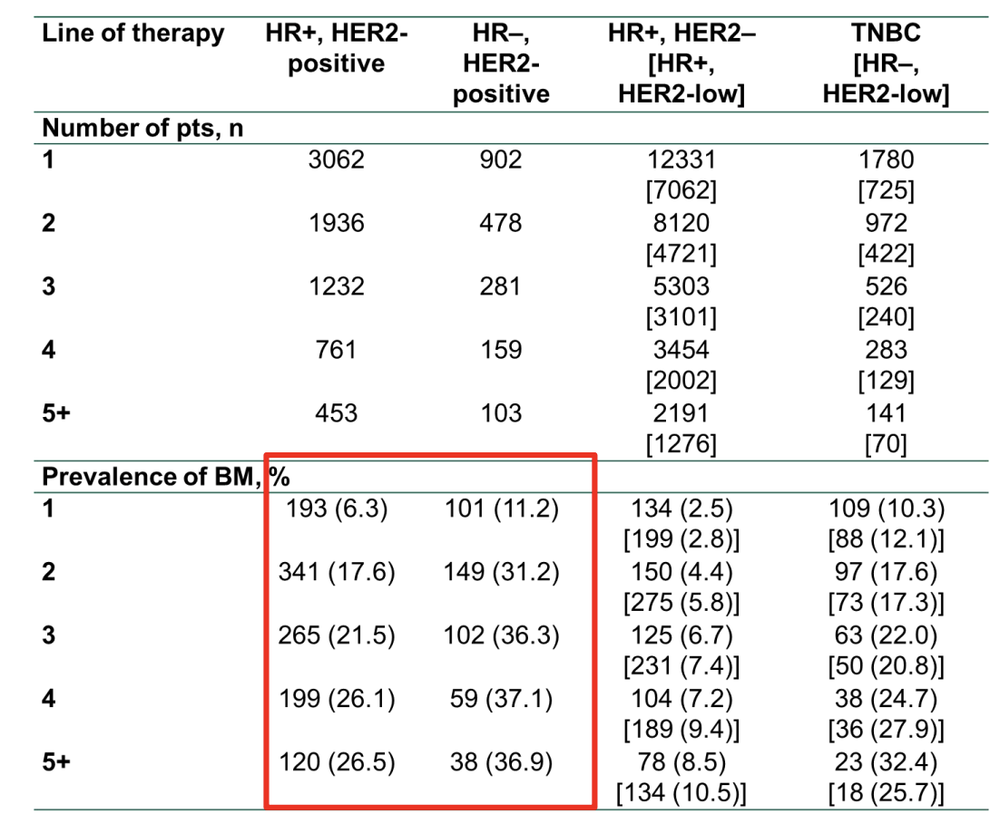 Line of therapy HR+, HER2- HR–, HR+, HER2– TNBC
positive HER2- [HR+, [HR–,
positive HER2-low] HER2-low]
Number of pts, n
1 3062 902 12331 1780
[7062] [725]
2 1936 478 8120 972
[4721] [422]
3 1232 281 5303 526
[3101] [240]
4 761 159 3454 283
[2002] [129]
5+ 453 103 2191 141
[1276] [70]
Prevalence of BM, %
1 193 (6.3) 101 (11.2) 134 (2.5) 109 (10.3)
[199 (2.8)] [88 (12.1)]
2 341 (17.6) 149 (31.2) 150 (4.4) 97 (17.6)
[275 (5.8)] [73 (17.3)]
3 265 (21.5) 102 (36.3) 125 (6.7) 63 (22.0)
[231 (7.4)] [50 (20.8)]
4 199 (26.1) 59 (37.1) 104 (7.2) 38 (24.7)
[189 (9.4)] [36 (27.9)]
5+ 120 (26.5) 38 (36.9) 78 (8.5) 23 (32.4)
[134 (10.5)] [18 (25.7)]